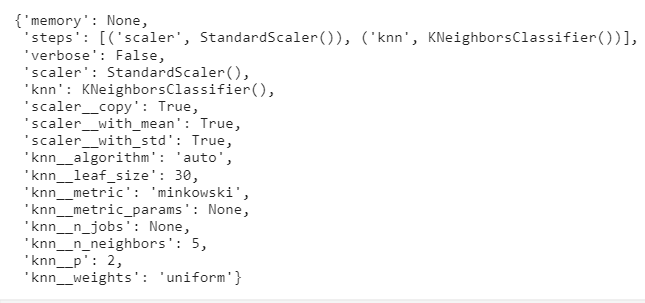 {'memory': None,
'steps': [('scaler', StandardScaler()), ('knn', KNeighborsClassifier())],
'verbose': False,
'scaler': StandardScaler(),
'knn': KNeighborsClassifier(),
'scaler__copy': True,
'scaler__with_mean': True,
'scaler__with_std': True,
'knn__algorithm': 'auto',
'knn__leaf_size': 30,
'knn__metric': 'minkowski',
'knn__metric_params': None,
'knn__n_jobs': None,
'knn__n_neighbors': 5,
'knn__p': 2,
'knn__weights': 'uniform'}